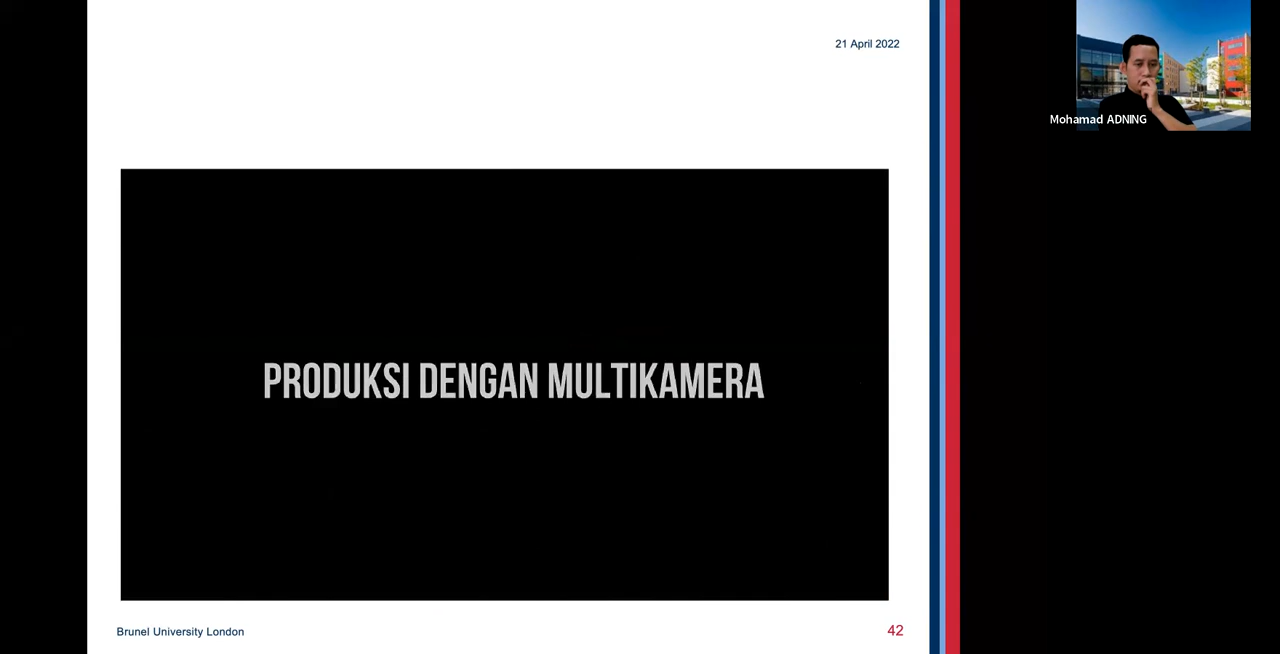 21 April 2022
Mohamad ADNING
PRODUKSI DENGAN MULTIKAMERA
Brunel University London
42